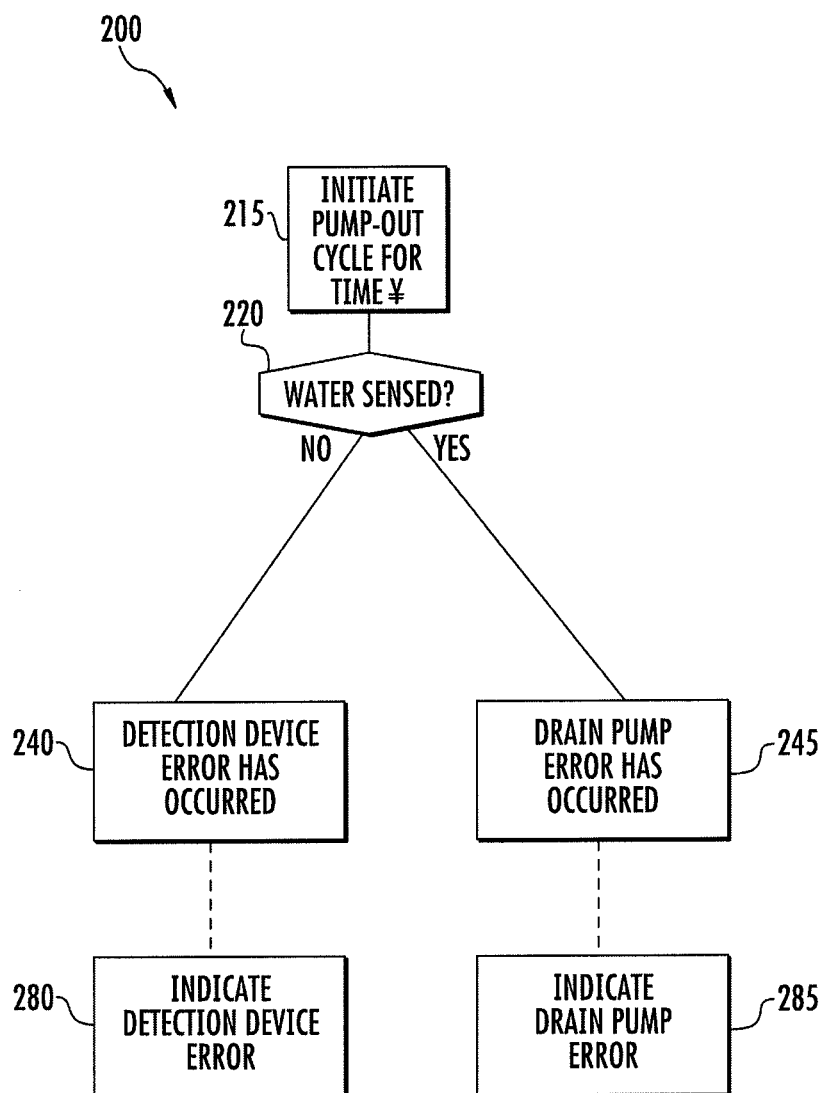 200
215
INITIATE
PUMP-OUT
CYCLE FOR
TIME ¥
220
WATER SENSED?
NO
YES
240
DETECTION DEVICE
ERROR HAS
OCCURRED
DRAIN PUMP
ERROR HAS
OCCURRED
245
280
INDICATE
DETECTION DEVICE
ERROR
INDICATE
DRAIN PUMP
ERROR
285